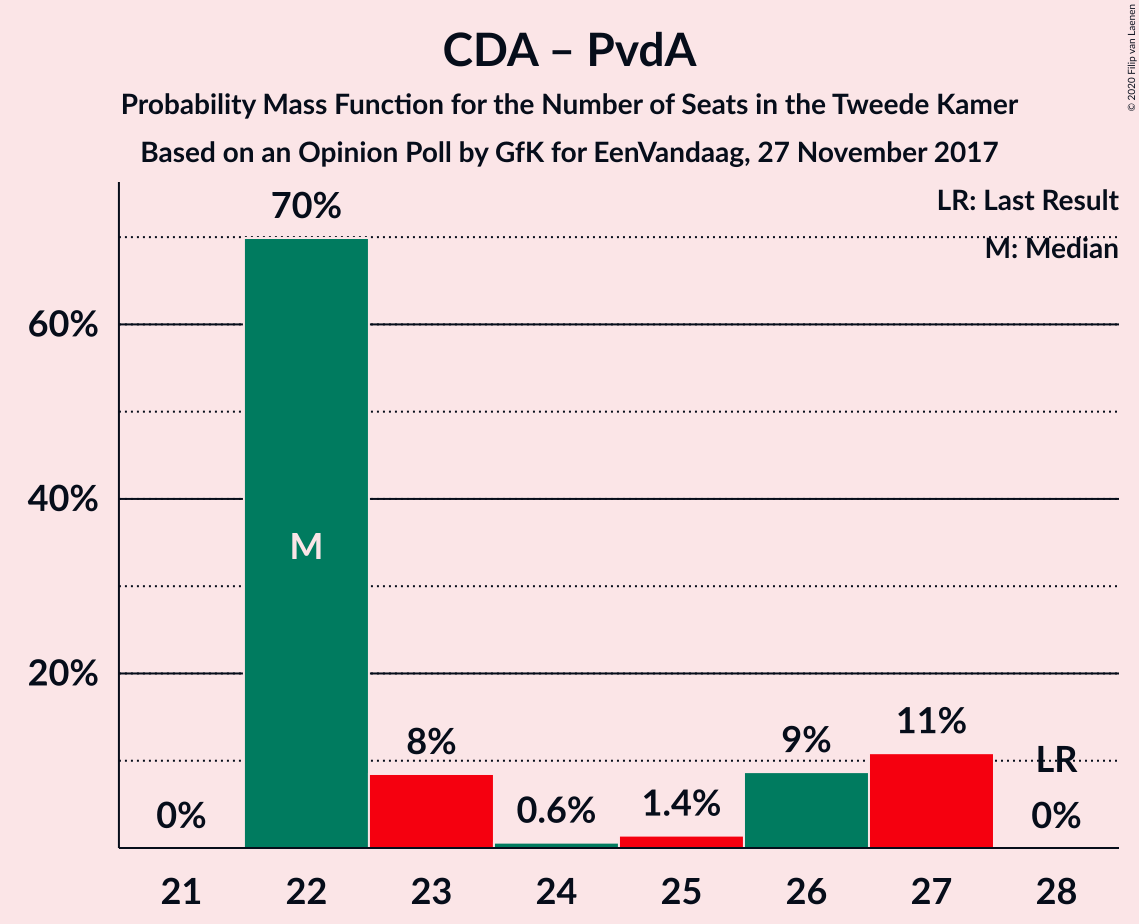 CDA – PvdA
Probability Mass Function for the Number of Seats in the Tweede Kamer
Based on an Opinion Poll by GfK for EenVandaag, 27 November 2017
© 2020 Filip van Laenen
LR: Last Result
M: Median
60%
40%
20%
0%
70%
M
8%
0.6%
1.4%
9%
11%
LR
0%
21 22 23 24 25 26 27 28